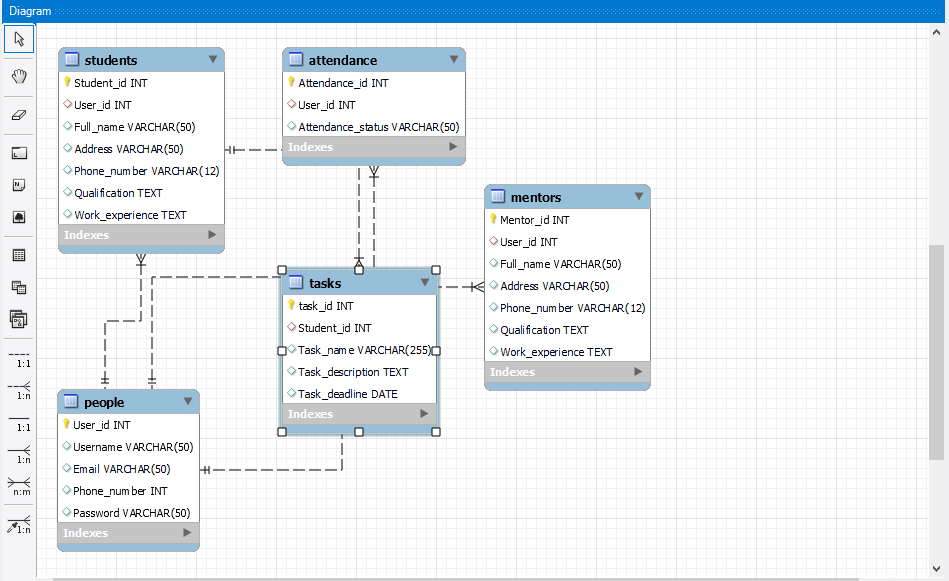 Diagram
students
Student_id INT
User_id INT
Full_name VARCHAR(50)
Address VARCHAR(50)
Phone_number VARCHAR(12)
Qualification TEXT
Work_experience TEXT
Indexes
attendance
Attendance_id INT
User_id INT
Attendance_status VARCHAR(50)
Indexes
mentors
Mentor_id INT
User_id INT
Full_name VARCHAR(50)
Address VARCHAR(50)
Phone_number VARCHAR(12)
Qualification TEXT
Work_experience TEXT
Indexes
tasks
task_id INT
Student_id INT
Task_name VARCHAR(255)
Task_description TEXT
Task_deadline DATE
Indexes
people
User_id INT
Username VARCHAR(50)
Email VARCHAR(50)
Phone_number INT
Password VARCHAR(50)
Indexes
1:1
1:n
1:1
1:n
n:m
1:n